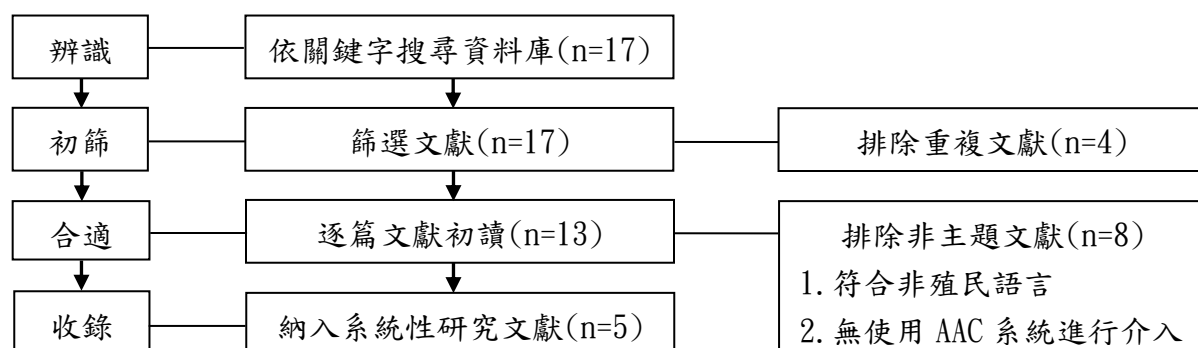 辨識
依關鍵字搜尋資料庫(n=17)
初篩
篩選文獻(n=17)
排除重複文獻(n=4)
合適
逐篇文獻初讀(n=13)
排除非主題文獻(n=8)
1.符合非殖民語言
2.無使用 AAC 系統進行介入
收錄
納入系統性研究文獻(n=5)